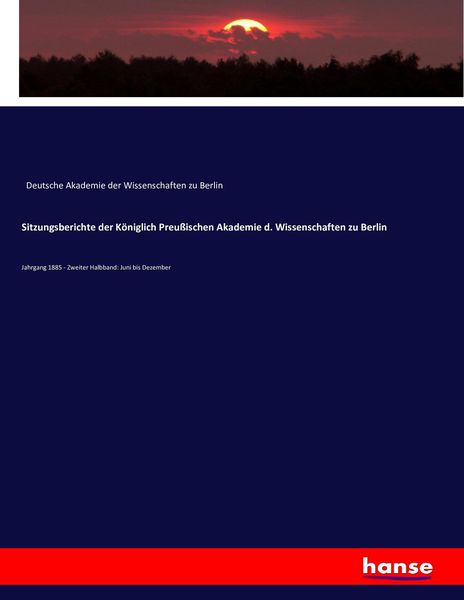 Deutsche Akademie der Wissenschaften zu Berlin
Sitzungsberichte der Königlich Preußischen Akademie d. Wissenschaften zu Berlin
Jahrgang 1885 - Zweiter Halbband: Juni bis Dezember
hanse